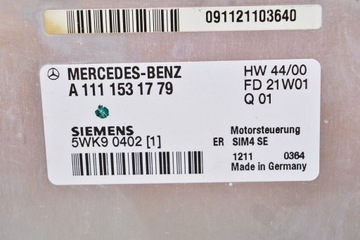 091121103640
MERCEDES-BENZ
A 111 153 17 79
HW 44/00
FD 21W01
Q 01
SIEMENS
5WK9 0402 [1]
Motorsteuerung
ER SIM4 SE
1211 0364
Made in Germany